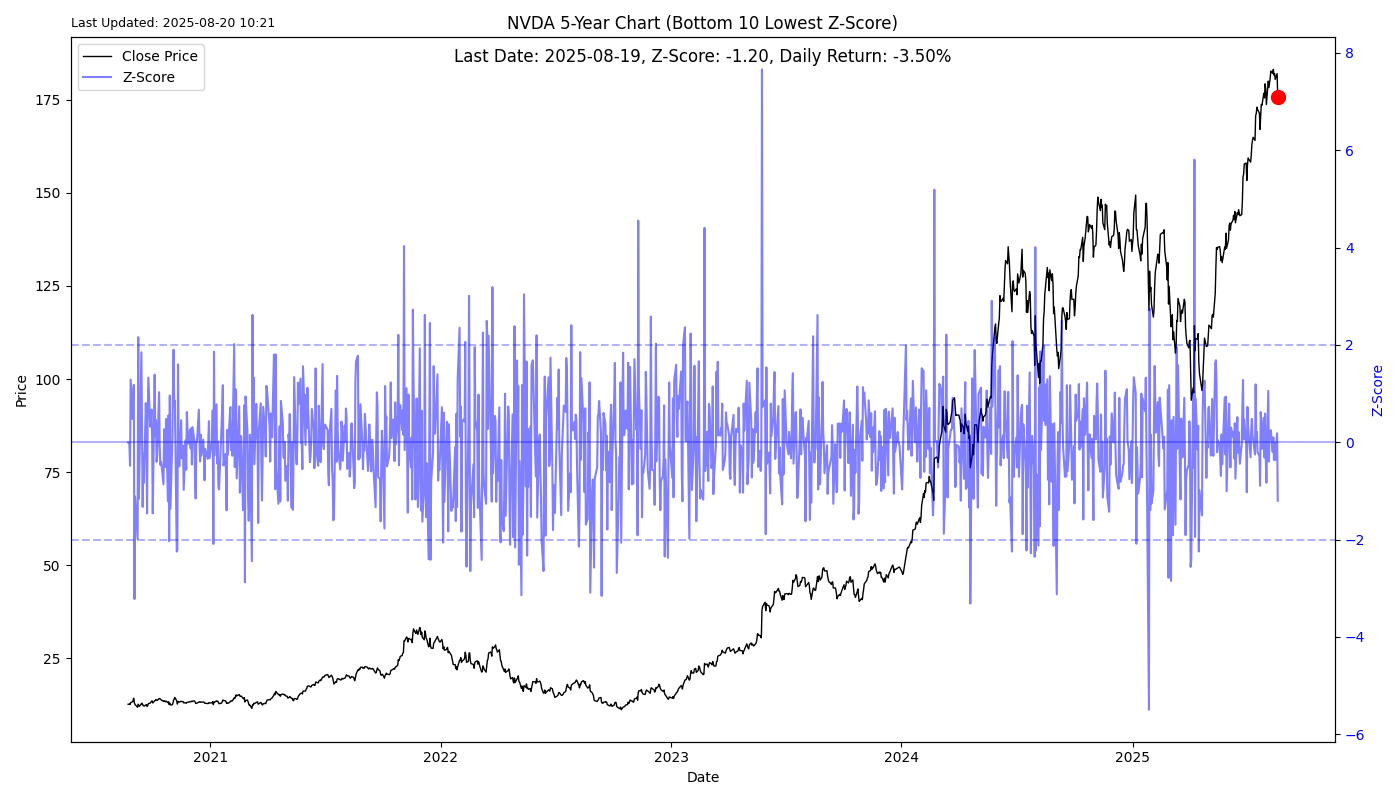 Last Updated: 2025-08-20 10:21
NVDA 5-Year Chart (Bottom 10 Lowest Z-Score)
Last Date: 2025-08-19, Z-Score: -1.20, Daily Return: -3.50%
Close Price
Z-Score
175
150
125
100
75
50
25
Price
8
6
4
2
0
−2
−4
−6
Z-Score
2021
2022
2023
2024
2025
Date